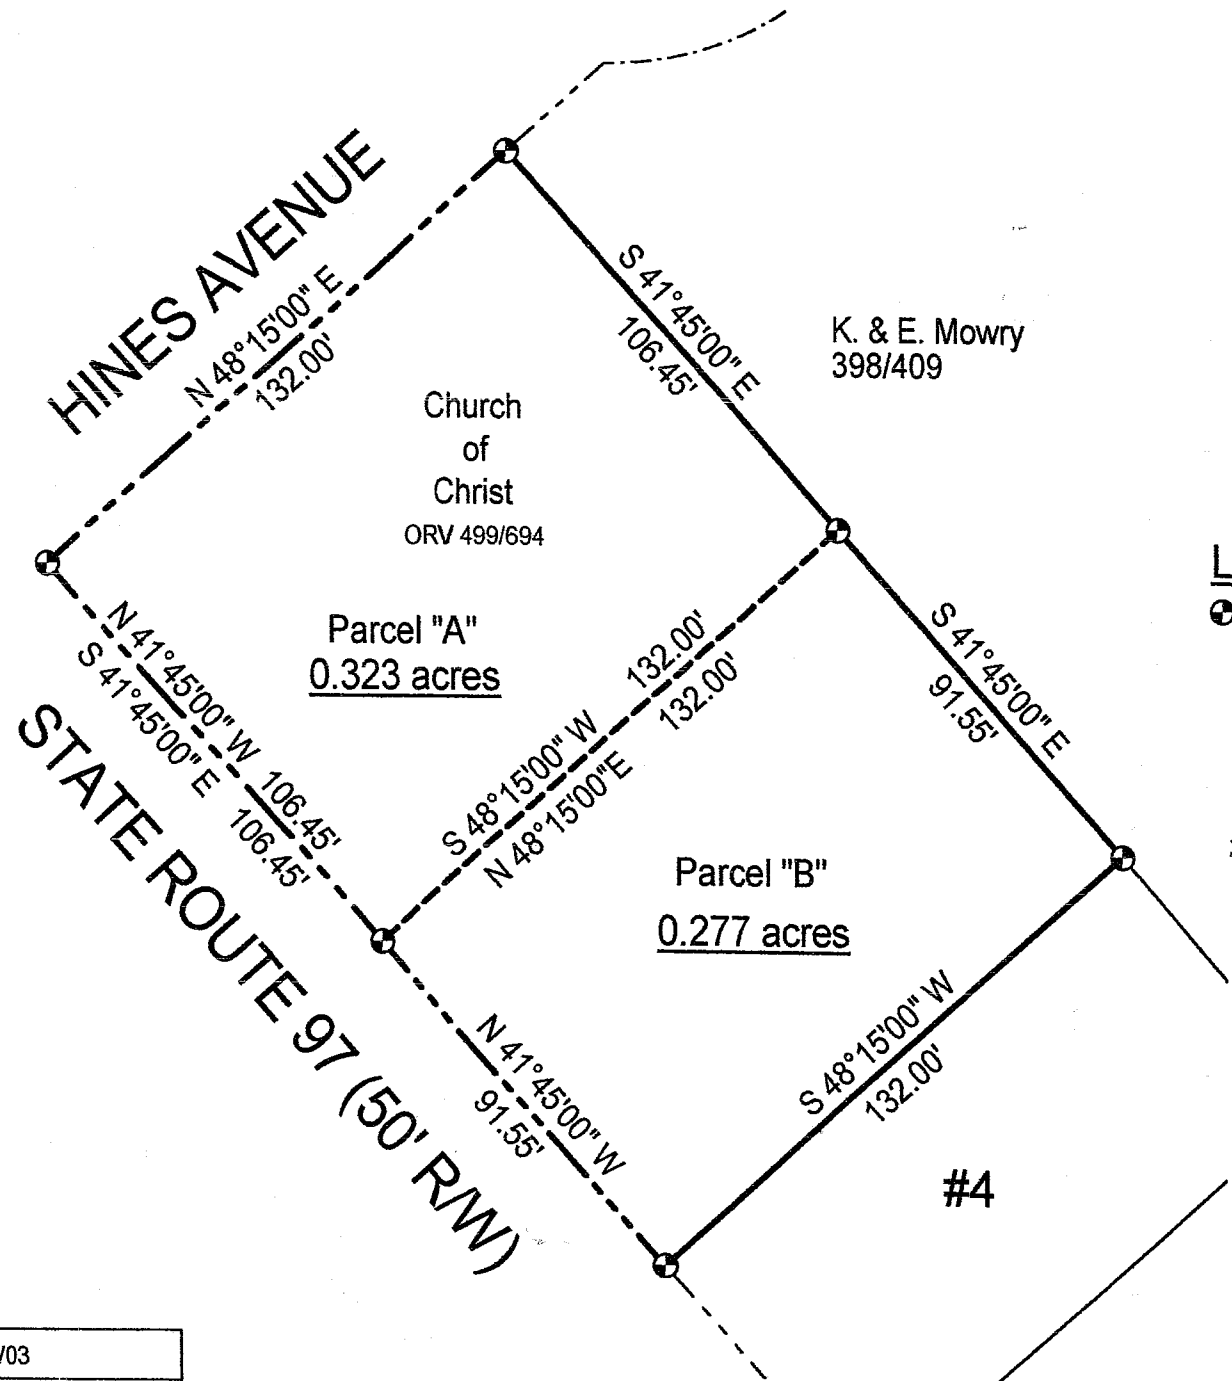 HINES AVENUE
N 48°15'00" E
132.00'
S 41°45'00" E
106.45'
K. & E. Mowry
398/409
Church
of
Christ
ORV 499/694
Parcel "A"
0.323 acres
N 41°45'00" W 106.45'
S 41°45'00" E 106.45'
STATE ROUTE 97 (50' R/W)
S 48°15'00" W 132.00'
N 48°15'00"E 132.00'
S 41°45'00" E
91.55'
Parcel "B"
0.277 acres
N 41°45'00" W
91.55'
S 48°15'00" W
132.00'
#4
L
/03